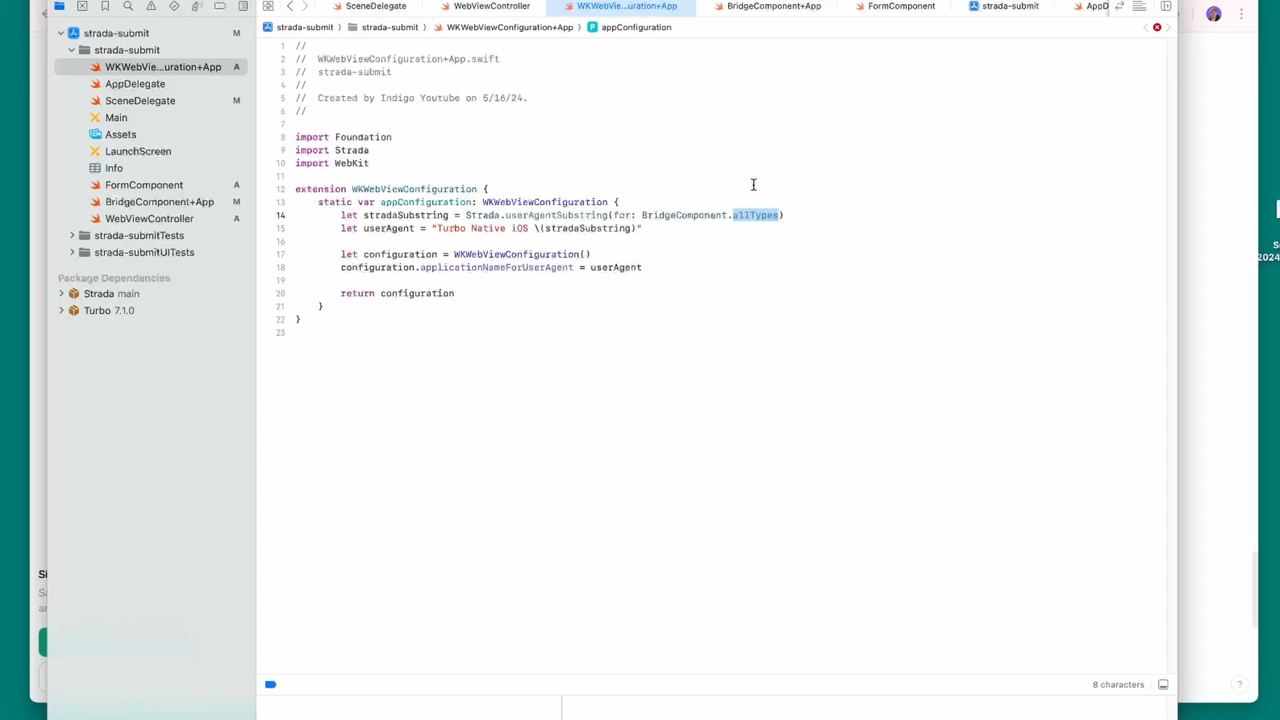 SceneDelegate
WebViewController
WKWebVie...uration+App
BridgeComponent+App
FormComponent
strada-submit
AppD
strada-submit
M
strada-submit
WKWebVie...uration+App
A
AppDelegate
SceneDelegate
M
Main
Assets
LaunchScreen
Info
FormComponent
A
BridgeComponent+App
M
WebViewController
A
strada-submitTests
strada-submitUITests
Package Dependencies
Strada main
Turbo 7.1.0
strada-submit
strada-submit
WKWebViewConfiguration+App
P
appConfiguration
1 //
2 // WKWebViewConfiguration+App.swift
3 // strada-submit
4 //
5 // Created by Indigo Youtube on 5/16/24.
6 //
7
8 import Foundation
9 import Strada
10 import WebKit
11
12 extension WKWebViewConfiguration {
13 static var appConfiguration: WKWebViewConfiguration {
14 let stradaSubstring = Strada.userAgentSubstring(for: BridgeComponent.allTypes)
15 let userAgent = "Turbo Native iOS \(stradaSubstring)"
16
17 let configuration = WKWebViewConfiguration()
18 configuration.applicationNameForUserAgent = userAgent
19
20 return configuration
21 }
22 }
23
8 characters
?
2024